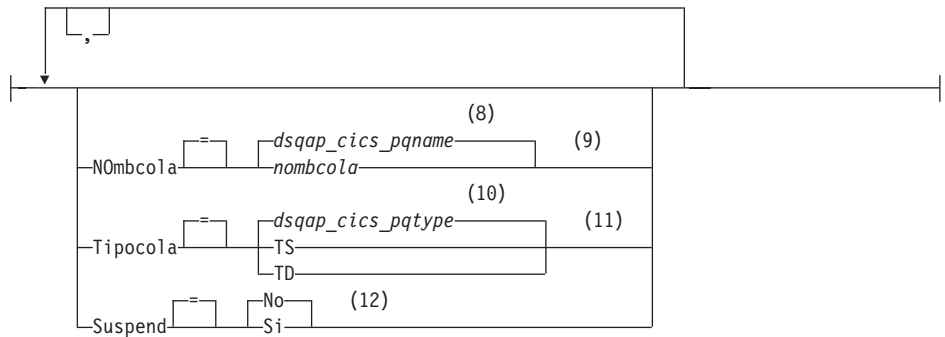 ,
(8)
= dsqap_cics_pqname (9)
NOmbcola nombcola
(10)
= dsqap_cics_pqtype (11)
Tipocola TS
TD
= No (12)
Suspend Si